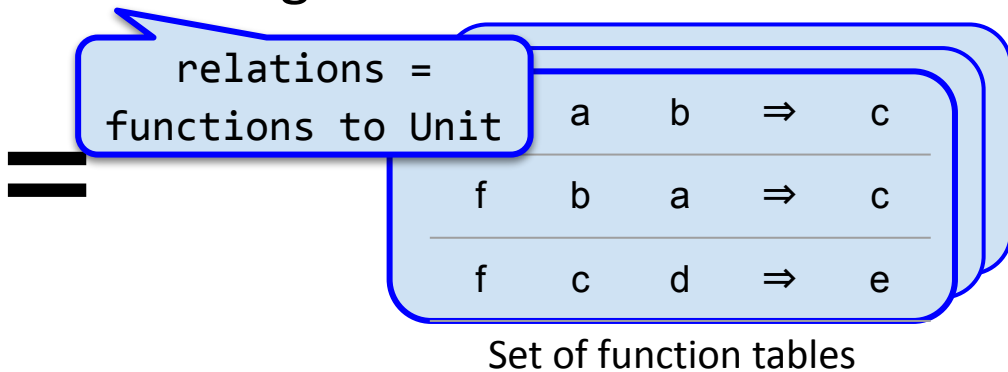 relations =
functions to Unit
=
a b ⇒ c
f b a ⇒ c
f c d ⇒ e
Set of function tables